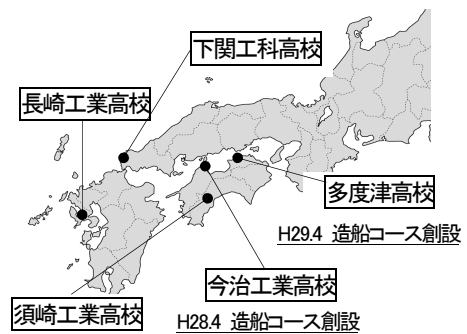 下関工科高校
長崎工業高校
多度津高校
H29.4 造船コース創設
今治工業高校
須崎工業高校
H28.4 造船コース創設